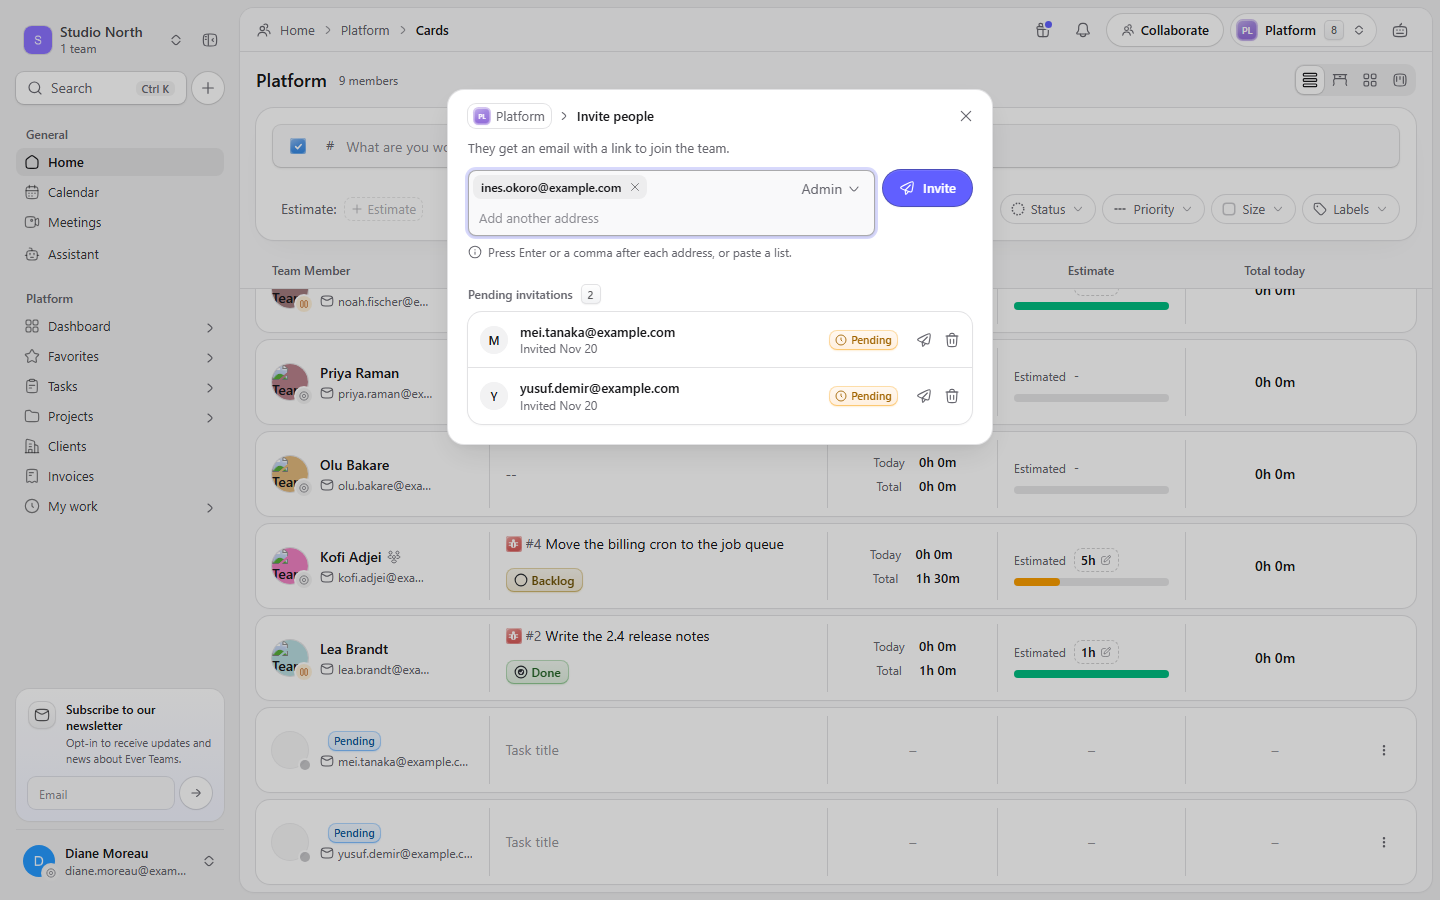 S
Studio North
1 team
Search
Ctrl K
General
Home
Calendar
Meetings
Assistant
Platform
Dashboard
Favorites
Tasks
Projects
Clients
Invoices
My work
Subscribe to our
newsletter
Opt-in to receive updates and
news about Ever Teams.
Email
D
Diane Moreau
diane.moreau@exam...
Home
Platform
Cards
Collaborate
PL
Platform
8
Platform
9 members
# What are you wo
Estimate:
+ Estimate
Status
Priority
Size
Labels
Team Member
Estimate
Total today
PL
Platform
Invite people
They get an email with a link to join the team.
ines.okoro@example.com
Admin
Invite
Add another address
Press Enter or a comma after each address, or paste a list.
Pending invitations
2
M
mei.tanaka@example.com
Invited Nov 20
Pending
Y
yusuf.demir@example.com
Invited Nov 20
Pending
Tear
noah.fischer@e...
0h 0m
Tear
Priya Raman
priya.raman@ex...
Estimated -
0h 0m
Tear
Olu Bakare
olu.bakare@exa...
--
Today 0h 0m
Total 0h 0m
Estimated -
0h 0m
Tear
Kofi Adjei
kofi.adjei@exa...
#4 Move the billing cron to the job queue
Backlog
Today 0h 0m
Total 1h 30m
Estimated 5h
0h 0m
Tear
Lea Brandt
lea.brandt@exa...
#2 Write the 2.4 release notes
Done
Today 0h 0m
Total 1h 0m
Estimated 1h
0h 0m
Pending
mei.tanaka@example.c...
Task title
–
–
–
Pending
yusuf.demir@example.c...
Task title
–
–
–